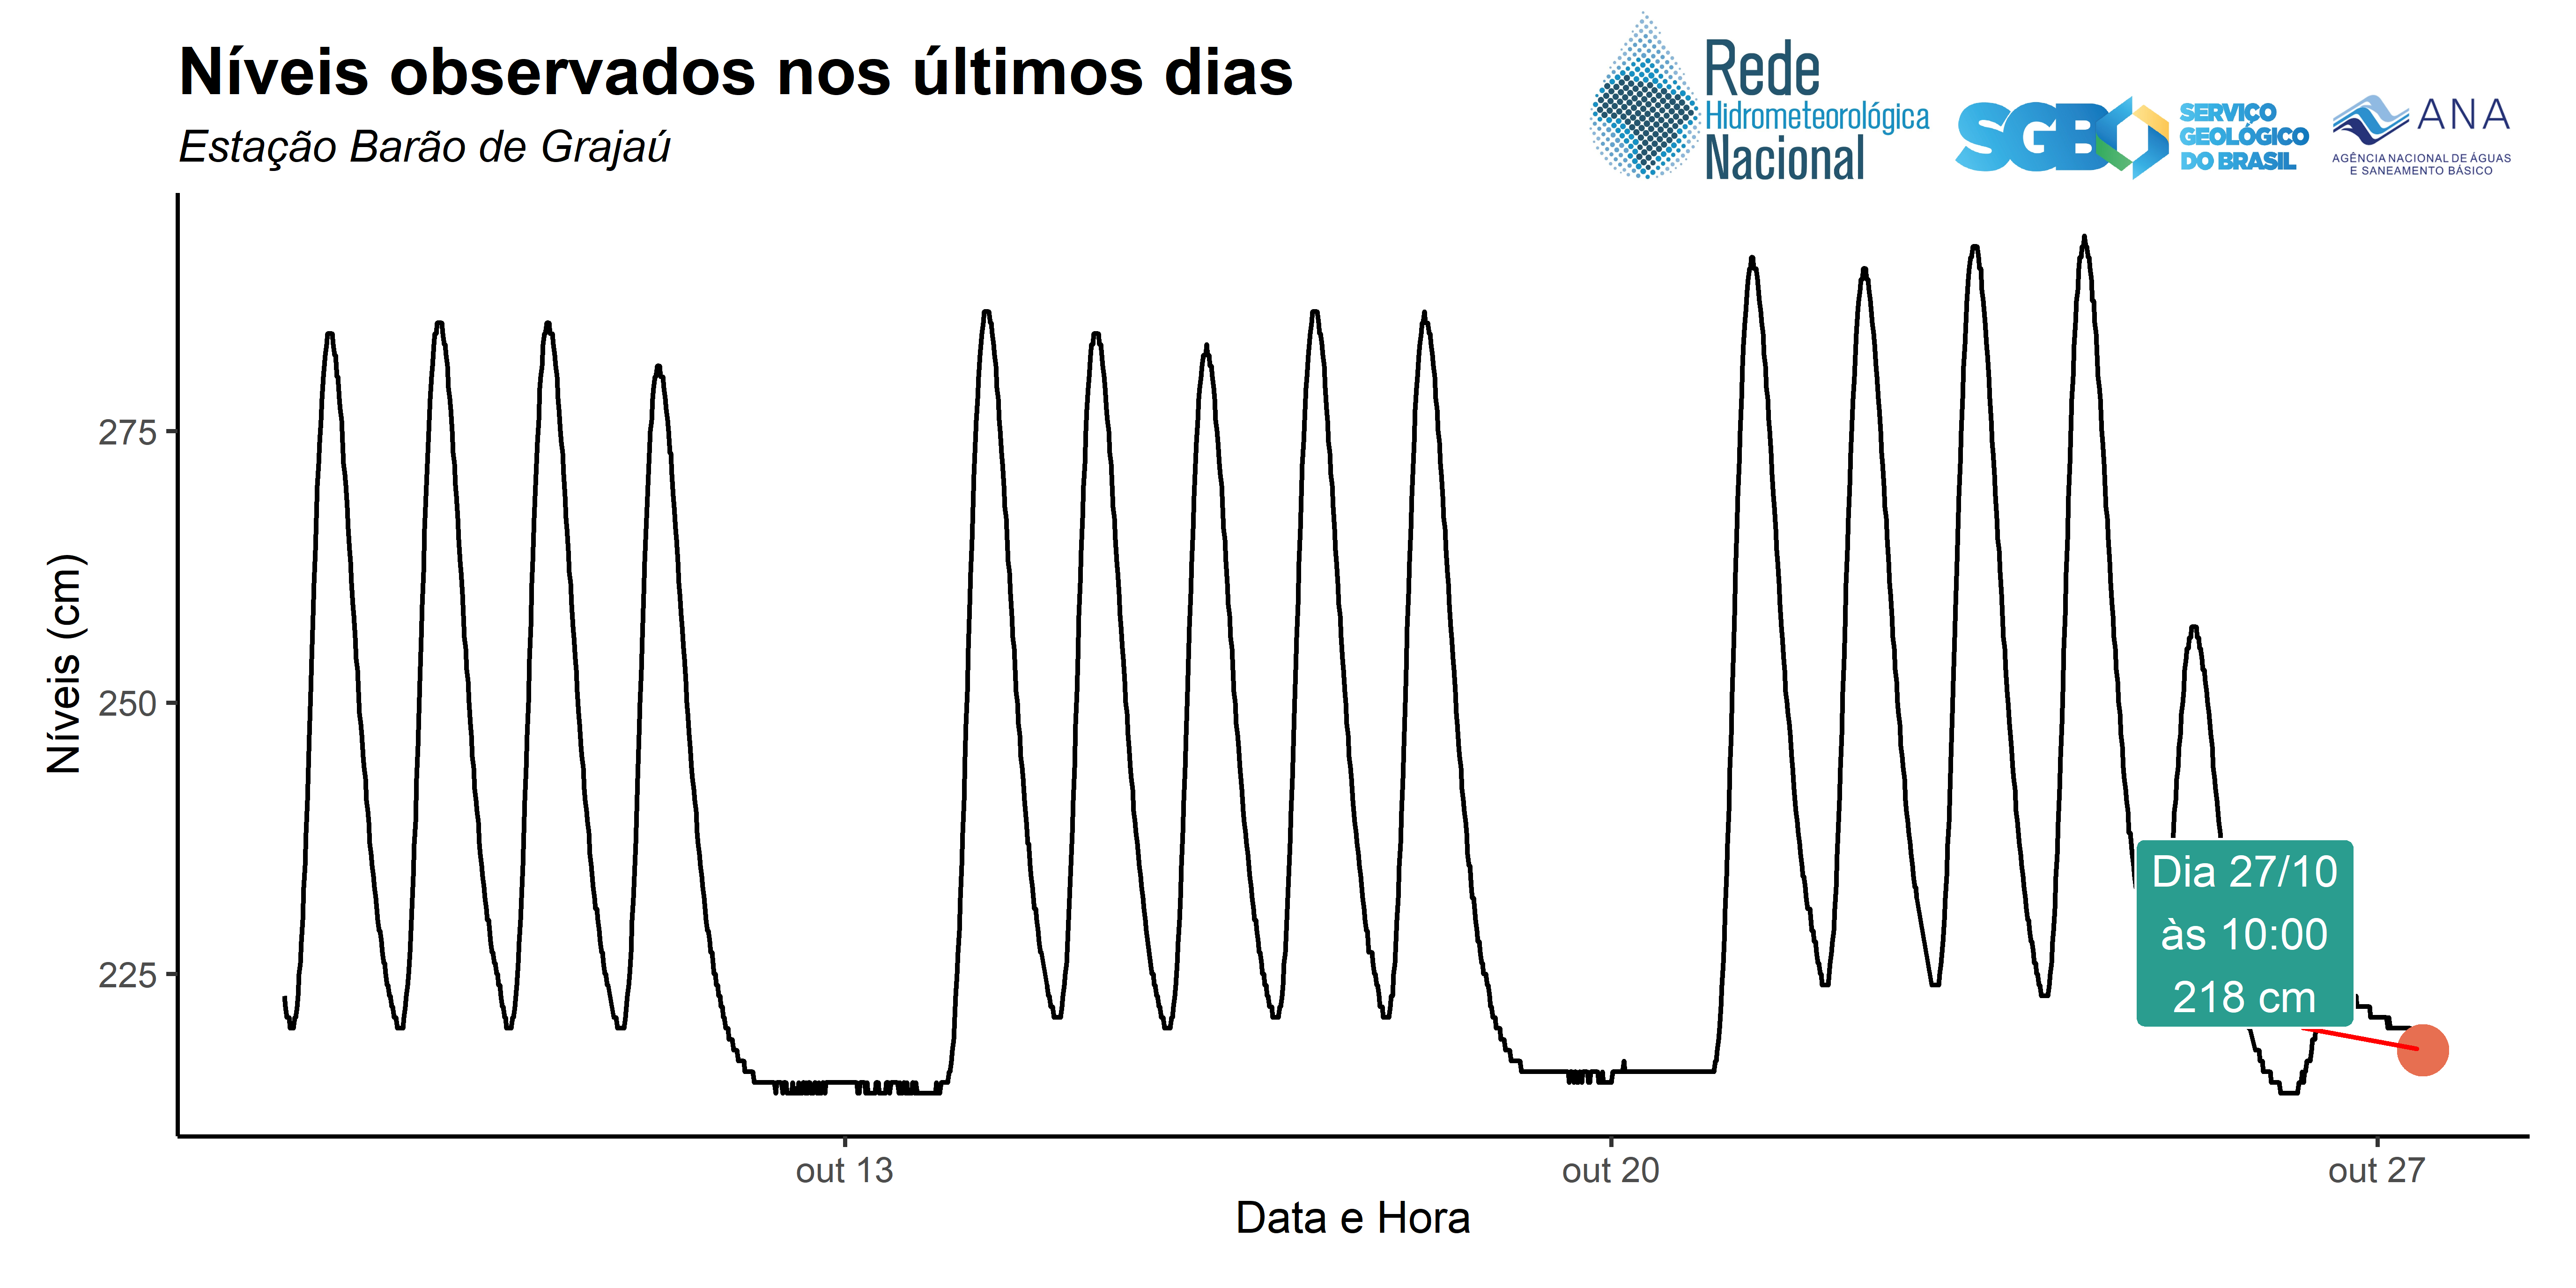 Níveis observados nos últimos dias
Estação Barão de Grajaú
Rede
Hidrometeorológica
Nacional
SGB
SERVIÇO
GEOLÓGICO
DO BRASIL
ANA
AGÊNCIA NACIONAL DE ÁGUAS
E SANEAMENTO BÁSICO
Níveis (cm)
275
250
225
Dia 27/10
às 10:00
218 cm
out 13
out 20
out 27
Data e Hora